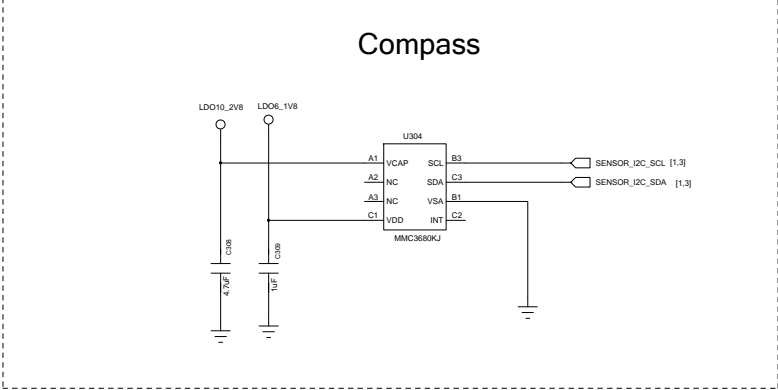 Compass
LDO10_2V8
LDO6_1V8
U304
A1 VCAP SCL B3 SENSOR_I2C_SCL [1,3]
A2 NC SDA C3 SENSOR_I2C_SDA [1,3]
A3 NC VSA B1
C1 VDD INT C2
MMC3680KJ
C308
4.7uF
C309
1uF